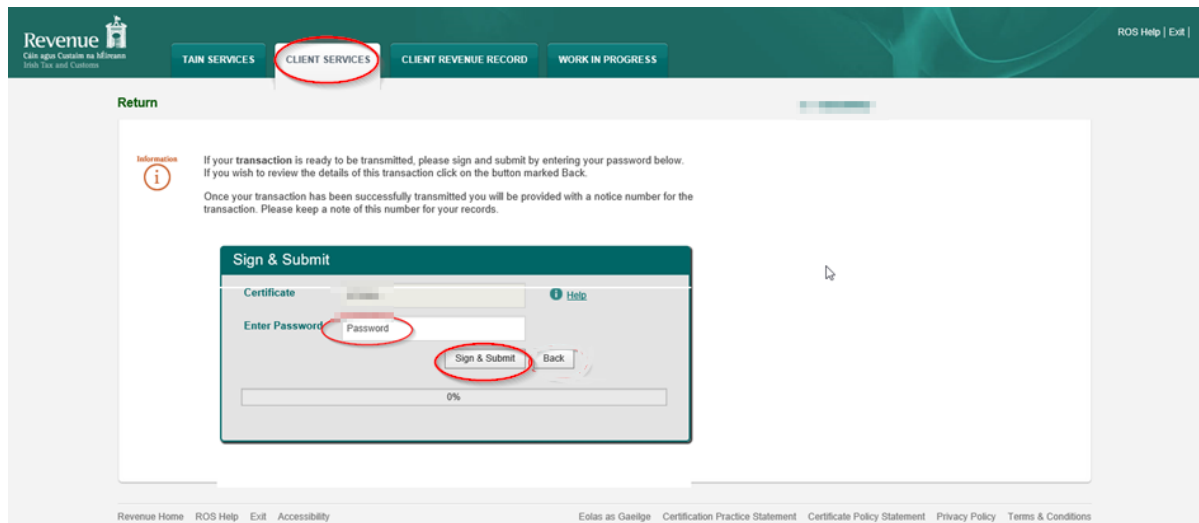 Revenue
Cáin agus Custaim na hÉireann
Irish Tax and Customs
TAIN SERVICES
CLIENT SERVICES
CLIENT REVENUE RECORD
WORK IN PROGRESS
ROS Help | Exit |
Return
Information
If your transaction is ready to be transmitted, please sign and submit by entering your password below.
If you wish to review the details of this transaction click on the button marked Back.
Once your transaction has been successfully transmitted you will be provided with a notice number for the
transaction. Please keep a note of this number for your records.
Sign & Submit
Certificate
Help
Enter Password
Password
Sign & Submit
Back
0%
Revenue Home ROS Help Exit Accessibility
Eolas as Gaeilge Certification Practice Statement Certificate Policy Statement Privacy Policy Terms & Conditions